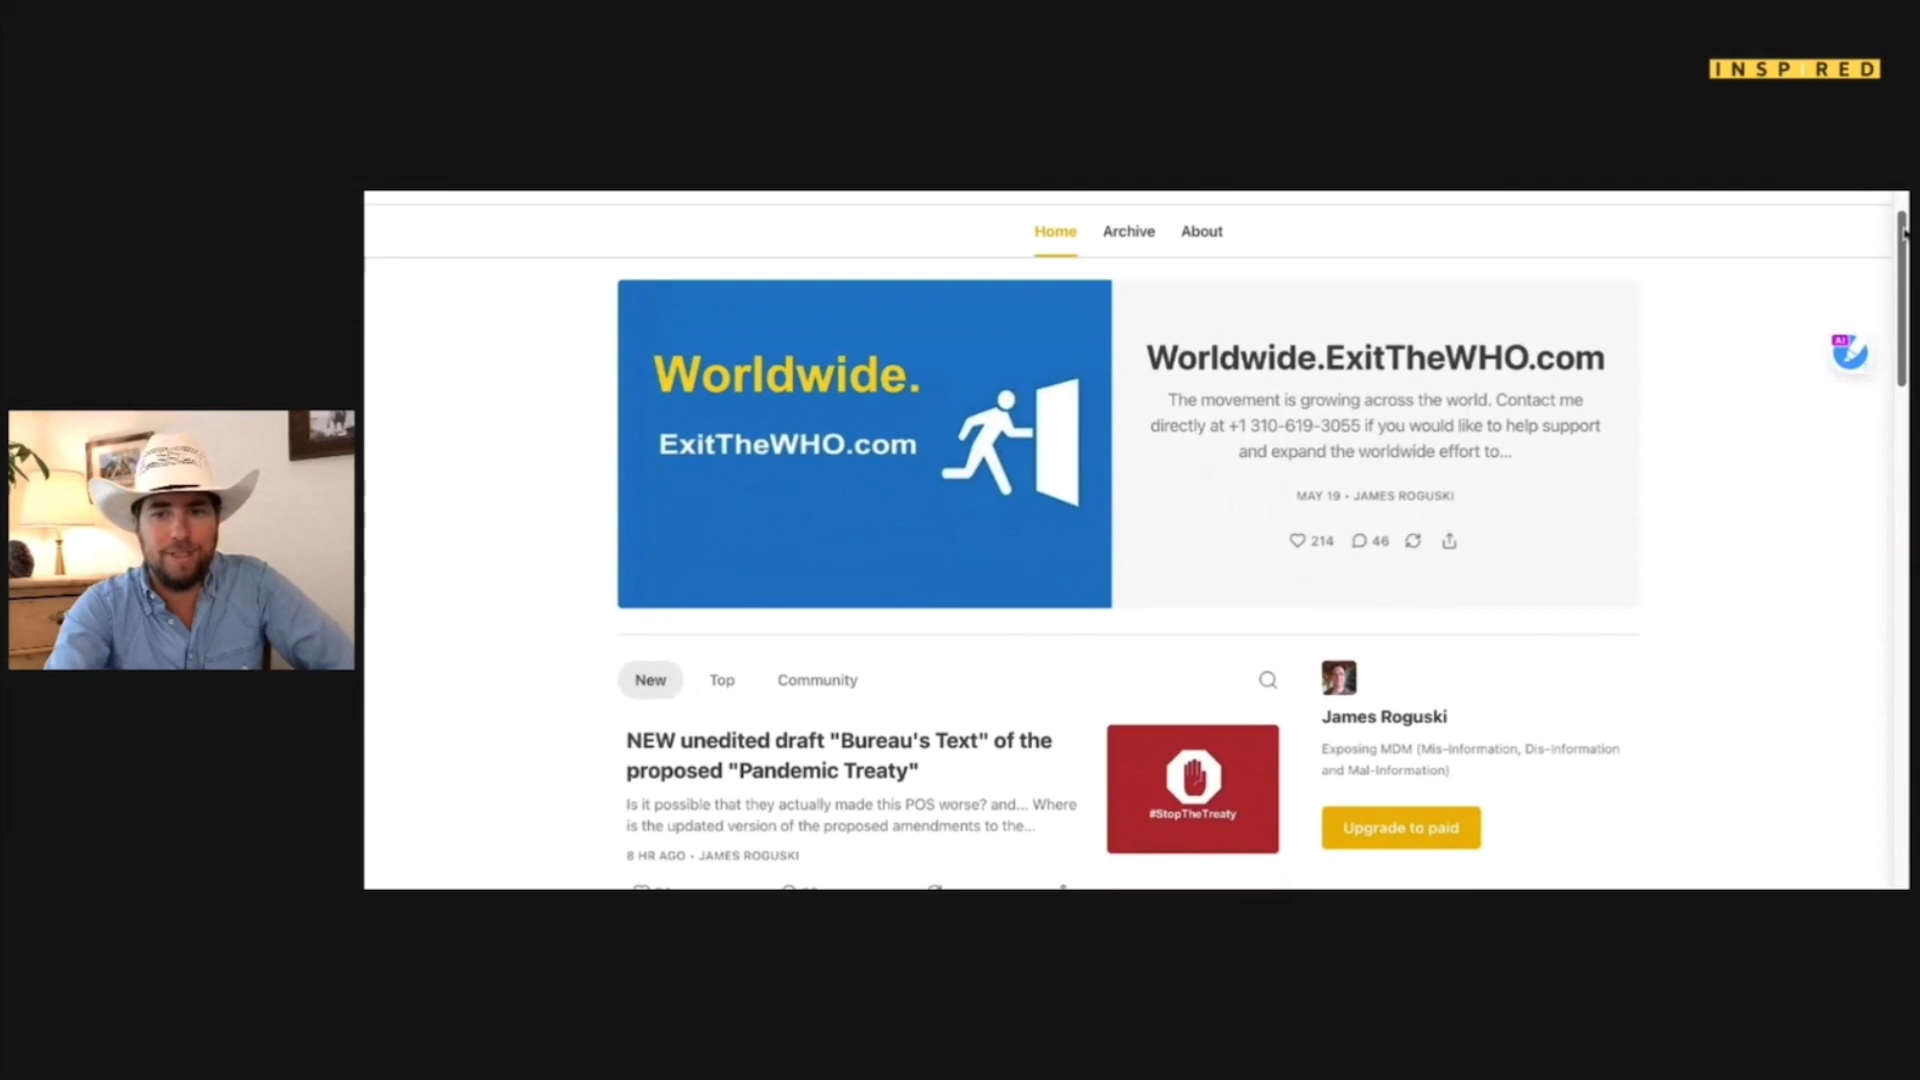 INSPIRED
Home Archive About
Worldwide.
ExitTheWHO.com
Worldwide.ExitTheWHO.com
The movement is growing across the world. Contact me
directly at +1 310-619-3055 if you would like to help support
and expand the worldwide effort to...
MAY 19 • JAMES ROGUSKI
214 46
AI
New Top Community
NEW unedited draft "Bureau's Text" of the
proposed "Pandemic Treaty"
Is it possible that they actually made this POS worse? and... Where
is the updated version of the proposed amendments to the...
8 HR AGO • JAMES ROGUSKI
#StopTheTreaty
James Roguski
Exposing MDM (Mis-Information, Dis-Information
and Mal-Information)
Upgrade to paid